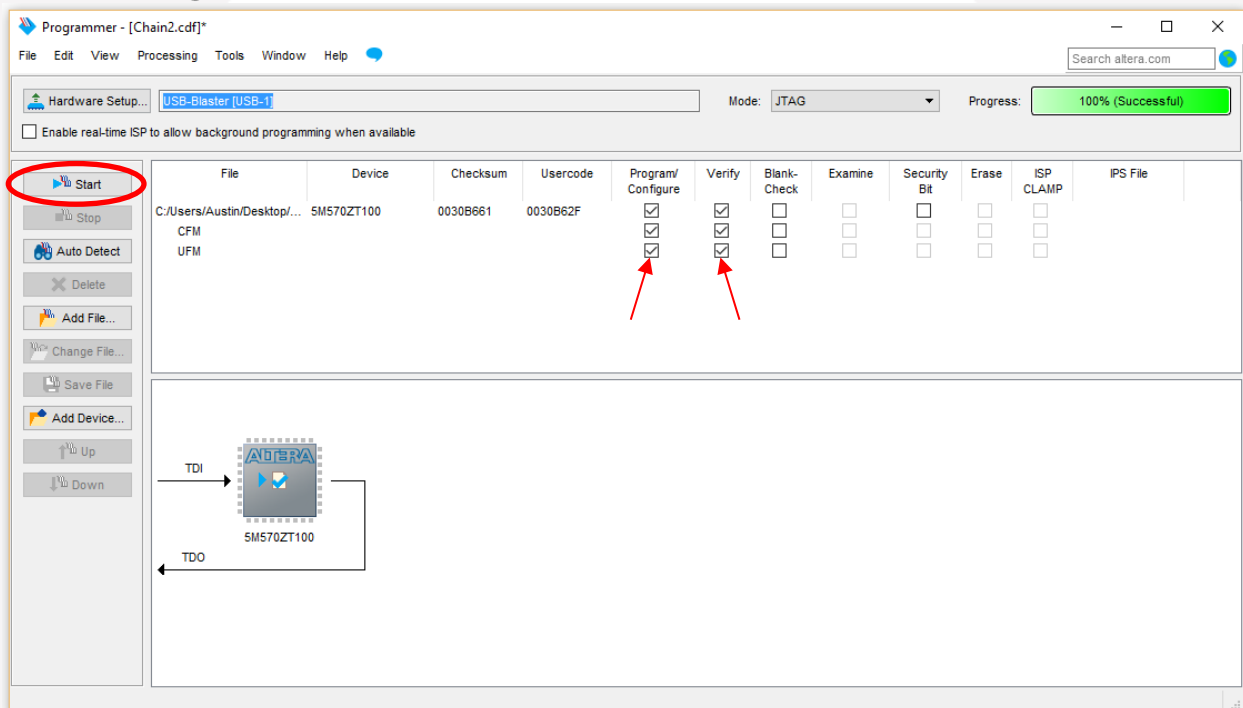 Programmer - [Chain2.cdf]*
File Edit View Processing Tools Window Help
Search altera.com
Hardware Setup... USB-Blaster [USB-1] Mode: JTAG Progress: 100% (Successful)
Enable real-time ISP to allow background programming when available
Start
Stop
Auto Detect
Delete
Add File...
Change File...
Save File
Add Device...
Up
Down
File Device Checksum Usercode Program/ Verify Blank- Examine Security Erase ISP IPS File
Configure Check Bit CLAMP
C:/Users/Austin/Desktop/... 5M570ZT100 0030B661 0030B62F
CFM
UFM
TDI
ALTERA
5M570ZT100
TDO